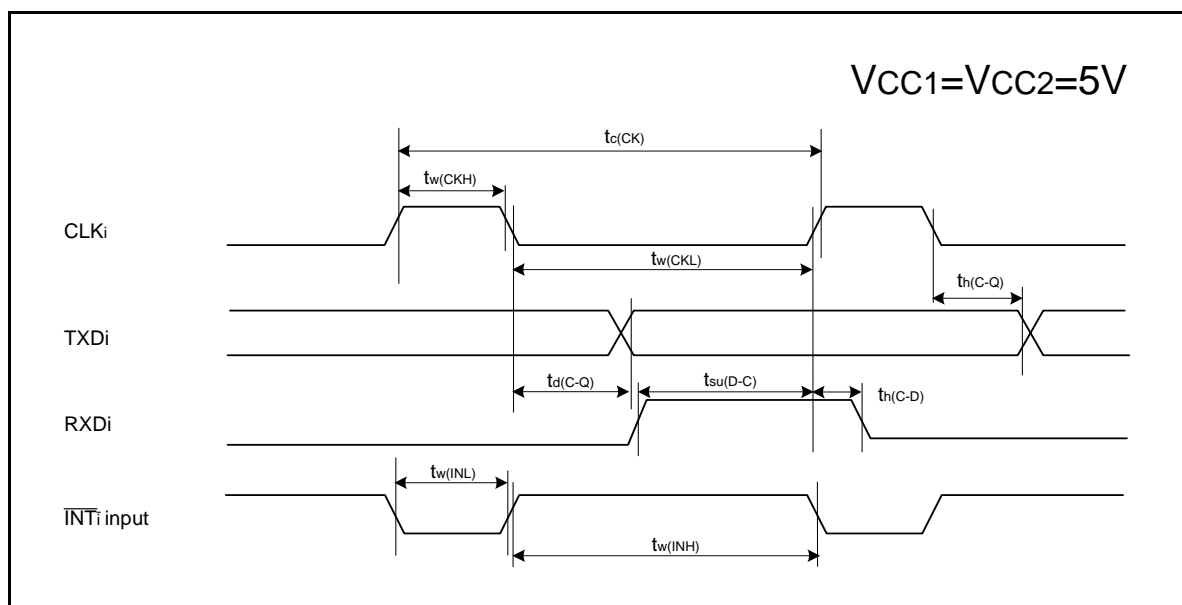 VCC1=VCC2=5V
tc(CK)
tw(CKH)
CLKi
tw(CKL)
th(C-Q)
TXDi
td(C-Q)
tsu(D-C)
th(C-D)
RXDi
tw(INL)
INTi input
tw(INH)